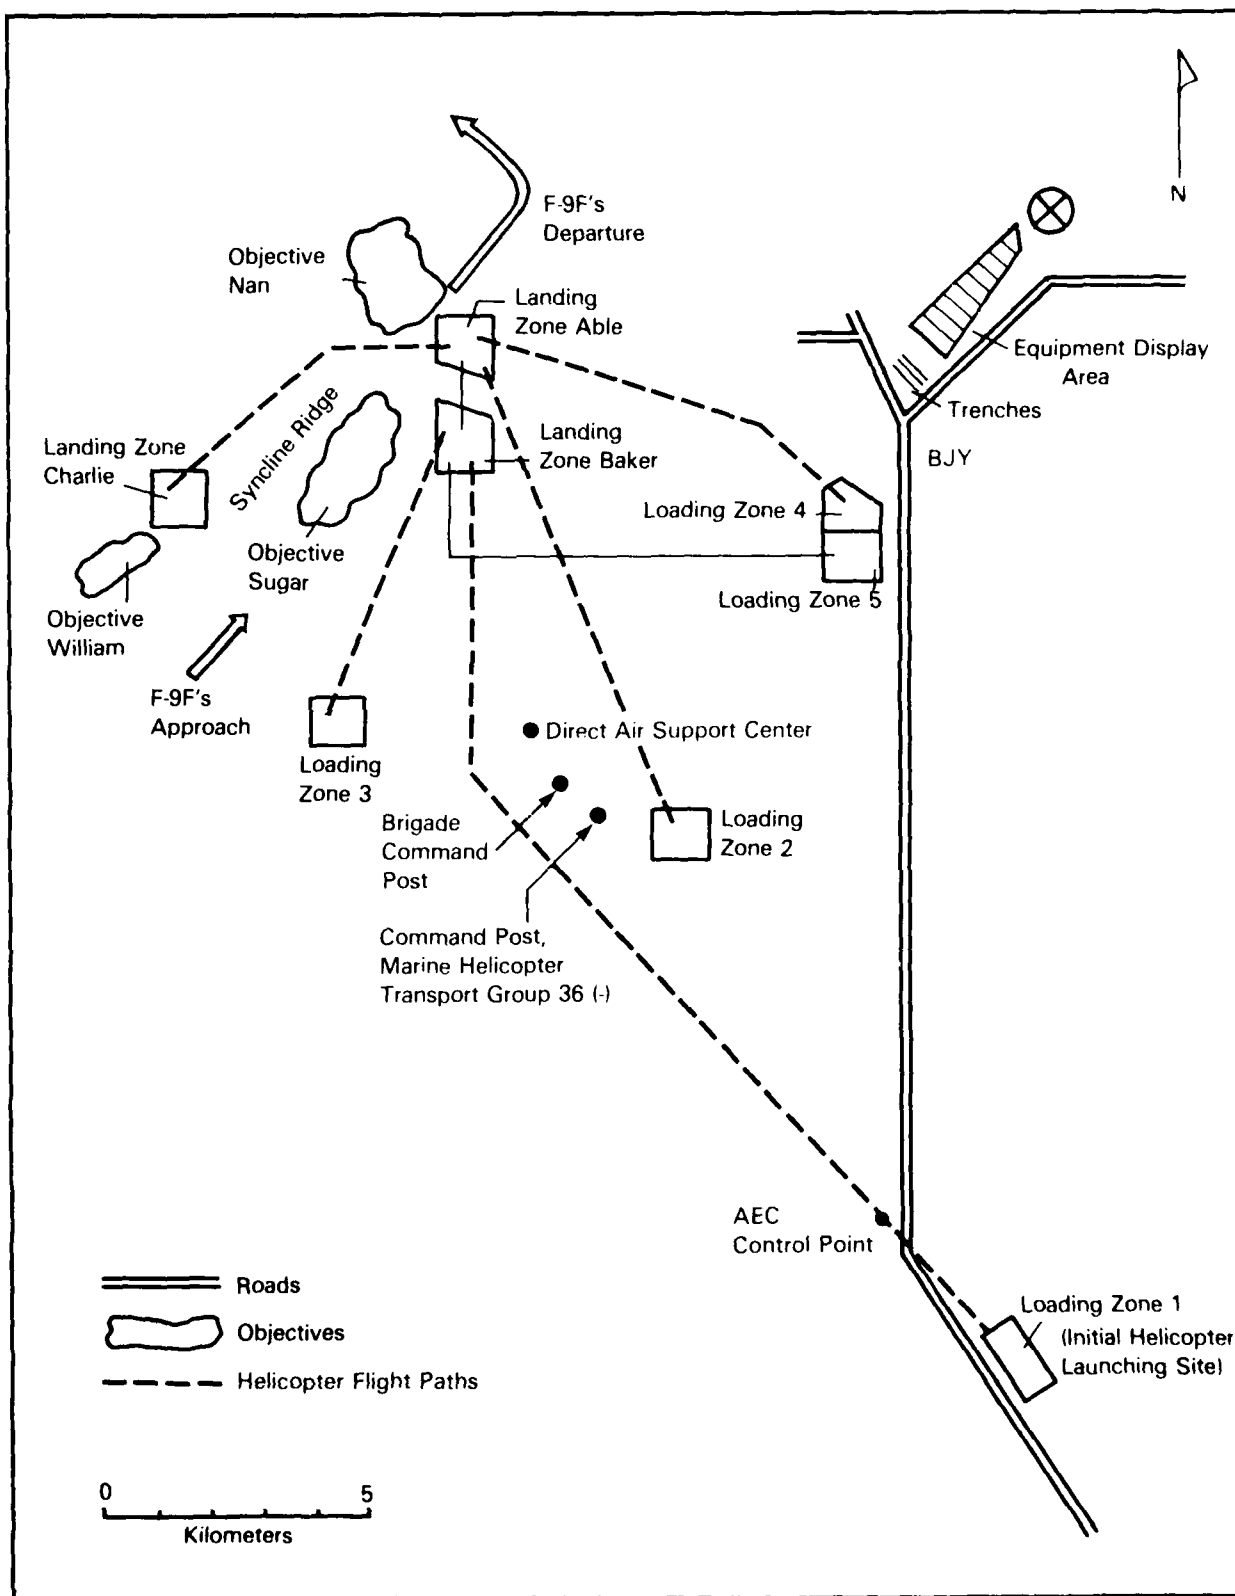 N
F-9F's
Departure
Objective
Nan
Landing
Zone Able
Equipment Display
Area
Trenches
BJY
Syncline Ridge
Landing Zone
Charlie
Landing
Zone Baker
Loading Zone 4
Objective
Sugar
Loading Zone 5
Objective
William
F-9F's
Approach
Direct Air Support Center
Loading
Zone 3
Brigade
Command
Post
Loading
Zone 2
Command Post,
Marine Helicopter
Transport Group 36 (-)
AEC
Control Point
Loading Zone 1
(Initial Helicopter
Launching Site)
Roads
Objectives
Helicopter Flight Paths
0 5
Kilometers